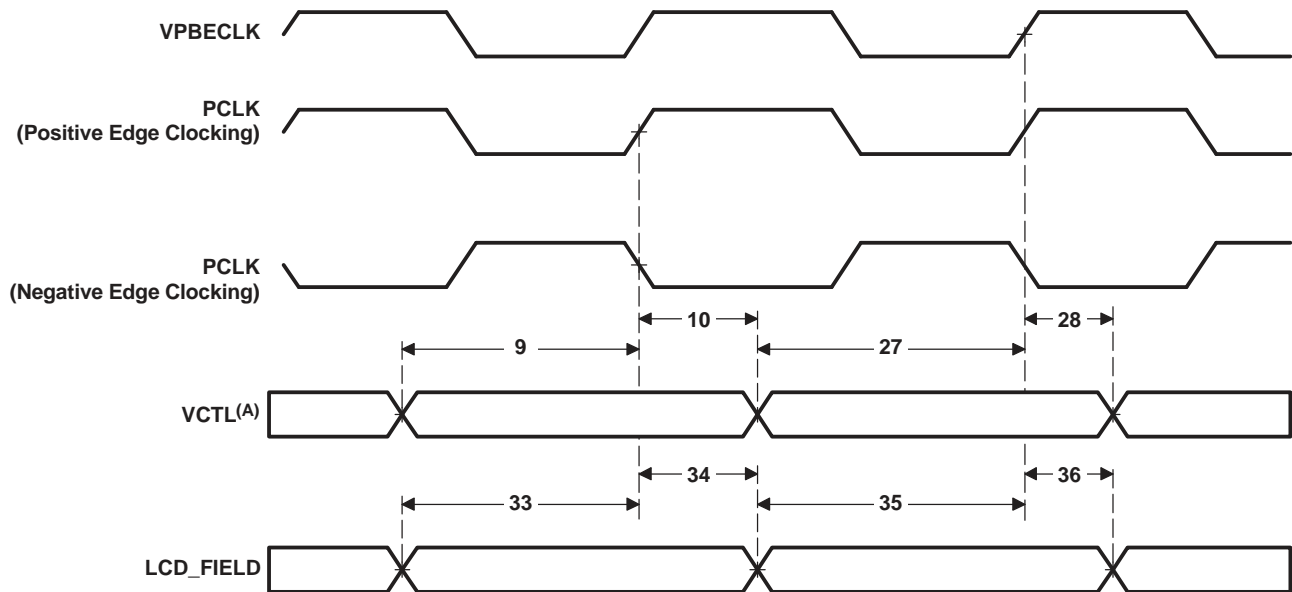 VPBECLK
PCLK
(Positive Edge Clocking)
PCLK
(Negative Edge Clocking)
10
28
9
27
VCTL(A)
34
36
33
35
LCD_FIELD